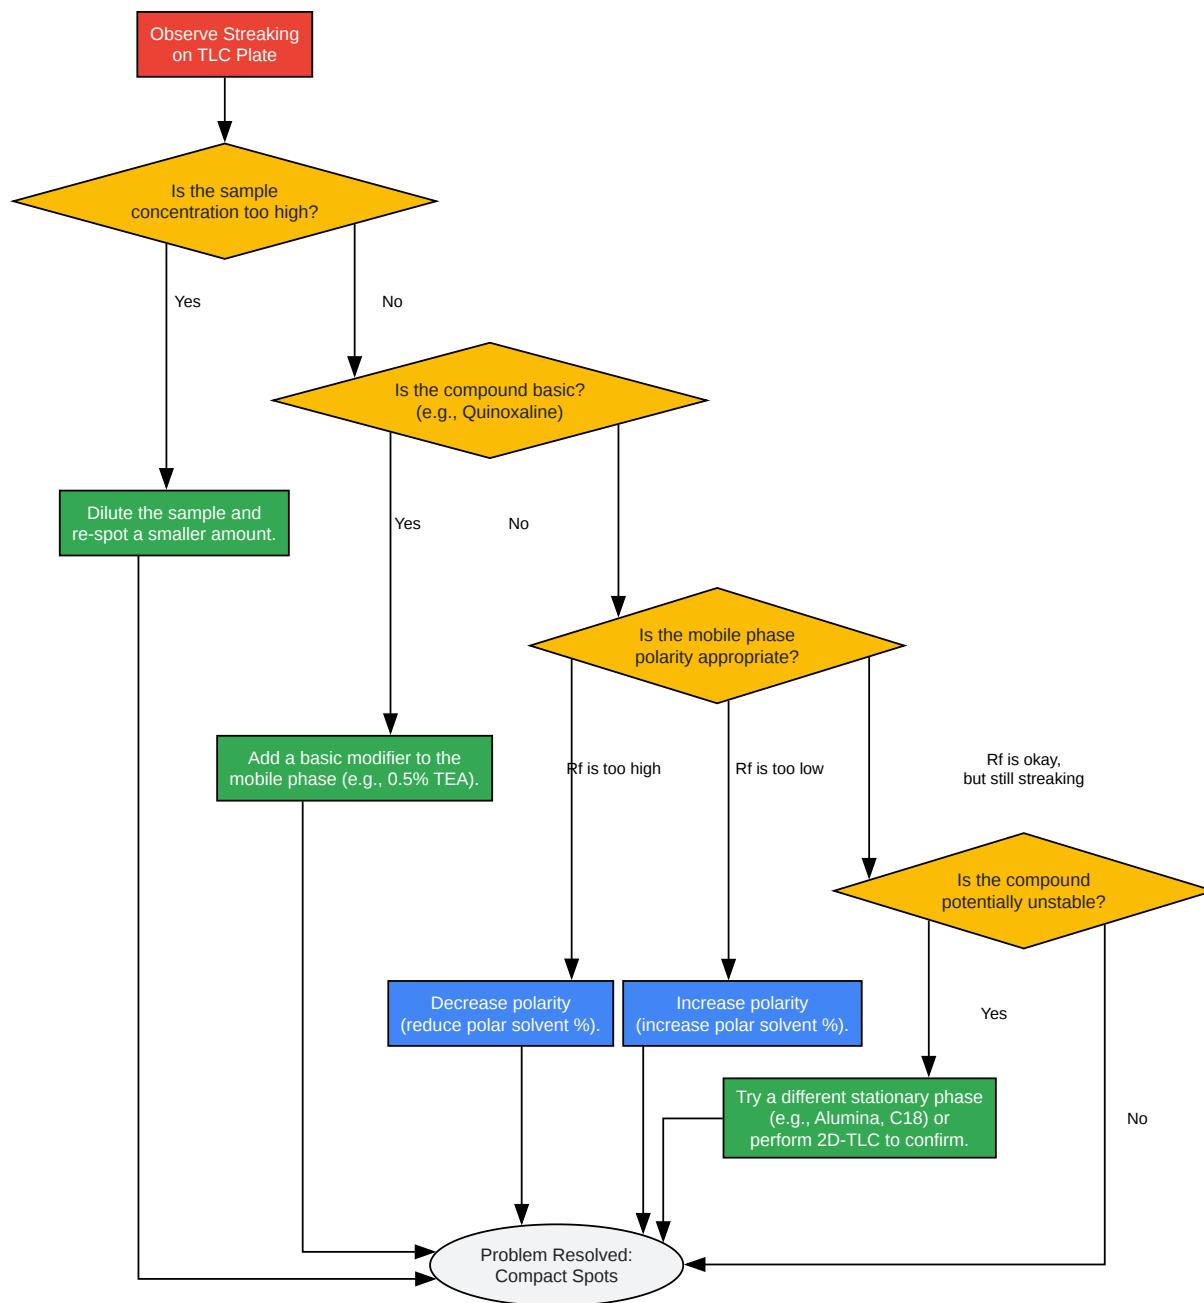 Observe Streaking
on TLC Plate
Is the sample
concentration too high?
Yes
No
Is the compound basic?
(e.g., Quinoxaline)
Dilute the sample and
re-spot a smaller amount.
Yes
No
Is the mobile phase
polarity appropriate?
Add a basic modifier to the
mobile phase (e.g., 0.5% TEA).
Rf is too high
Rf is too low
Rf is okay,
but still streaking
Is the compound
potentially unstable?
Decrease polarity
(reduce polar solvent %).
Increase polarity
(increase polar solvent %).
Yes
Try a different stationary phase
(e.g., Alumina, C18) or
perform 2D-TLC to confirm.
No
Problem Resolved:
Compact Spots